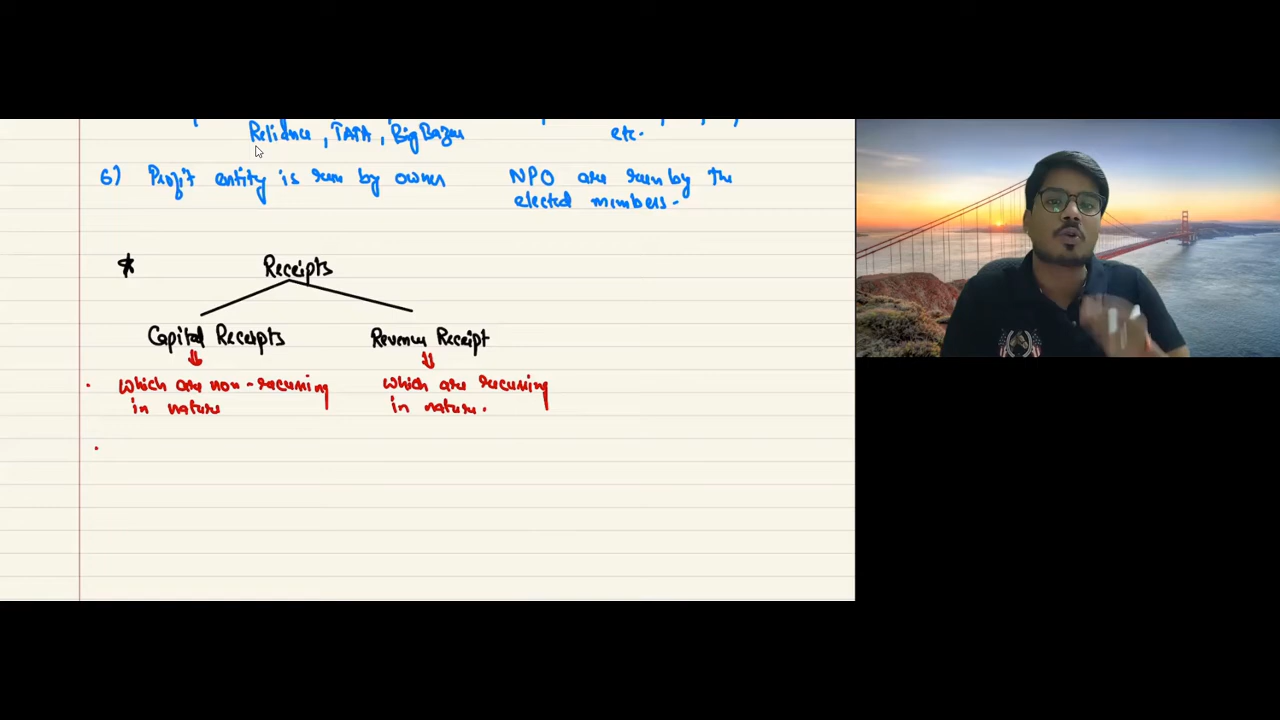 Reliance, TATA, Big Bazar
etc.
6) Profit entity is run by owner
NPO are run by the
elected members.
* Receipts
Capital Receipts
Revenue Receipt
which are non-recurring
in nature
which are recurring
in nature.